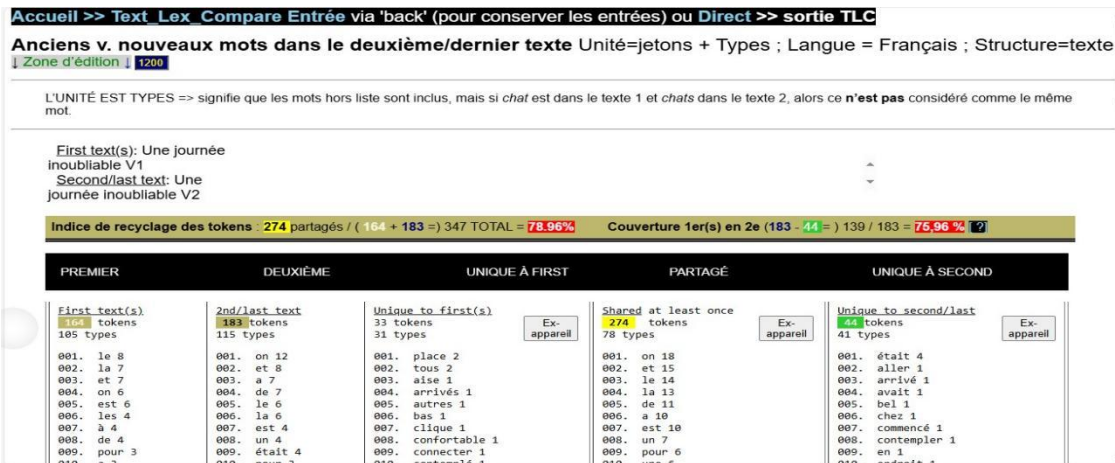 Accueil >> Text_Lex_Compare Entrée via 'back' (pour conserver les entrées) ou Direct >> sortie TLC
Anciens v. nouveaux mots dans le deuxième/dernier texte Unité=jetons + Types ; Langue = Français ; Structure=texte
↓ Zone d'édition ↓ 1200
L'UNITÉ EST TYPES => signifie que les mots hors liste sont inclus, mais si chat est dans le texte 1 et chats dans le texte 2, alors ce n'est pas considéré comme le même
mot.
First text(s): Une journée
inoubliable V1
Second/last text: Une
journée inoubliable V2
Indice de recyclage des tokens : 274 partagés / ( 164 + 183 =) 347 TOTAL = 78.96% Couverture 1er(s) en 2e (183 - 44 = ) 139 / 183 = 75,96 % [?]
PREMIER DEUXIÈME UNIQUE À FIRST PARTAGÉ UNIQUE À SECOND
First text(s) 2nd/last text Unique to first(s) Shared at least once Unique to second/last
164 tokens 183 tokens 33 tokens Ex- 274 tokens Ex- 44 tokens Ex-
105 types 115 types 31 types appareil 78 types appareil 41 types appareil
001. le 8 001. on 12 001. place 2 001. on 18 001. était 4
002. la 7 002. et 8 002. tous 2 002. et 15 002. aller 1
003. et 7 003. a 7 003. aise 1 003. le 14 003. arrivé 1
004. on 6 004. de 7 004. arrivés 1 004. la 13 004. avait 1
005. est 6 005. le 6 005. autres 1 005. de 11 005. bel 1
006. les 4 006. la 6 006. bas 1 006. a 10 006. chez 1
007. à 4 007. est 4 007. clique 1 007. est 10 007. commencé 1
008. de 4 008. un 4 008. confortable 1 008. un 7 008. contempler 1
009. pour 3 009. était 4 009. connecter 1 009. pour 6 009. en 1